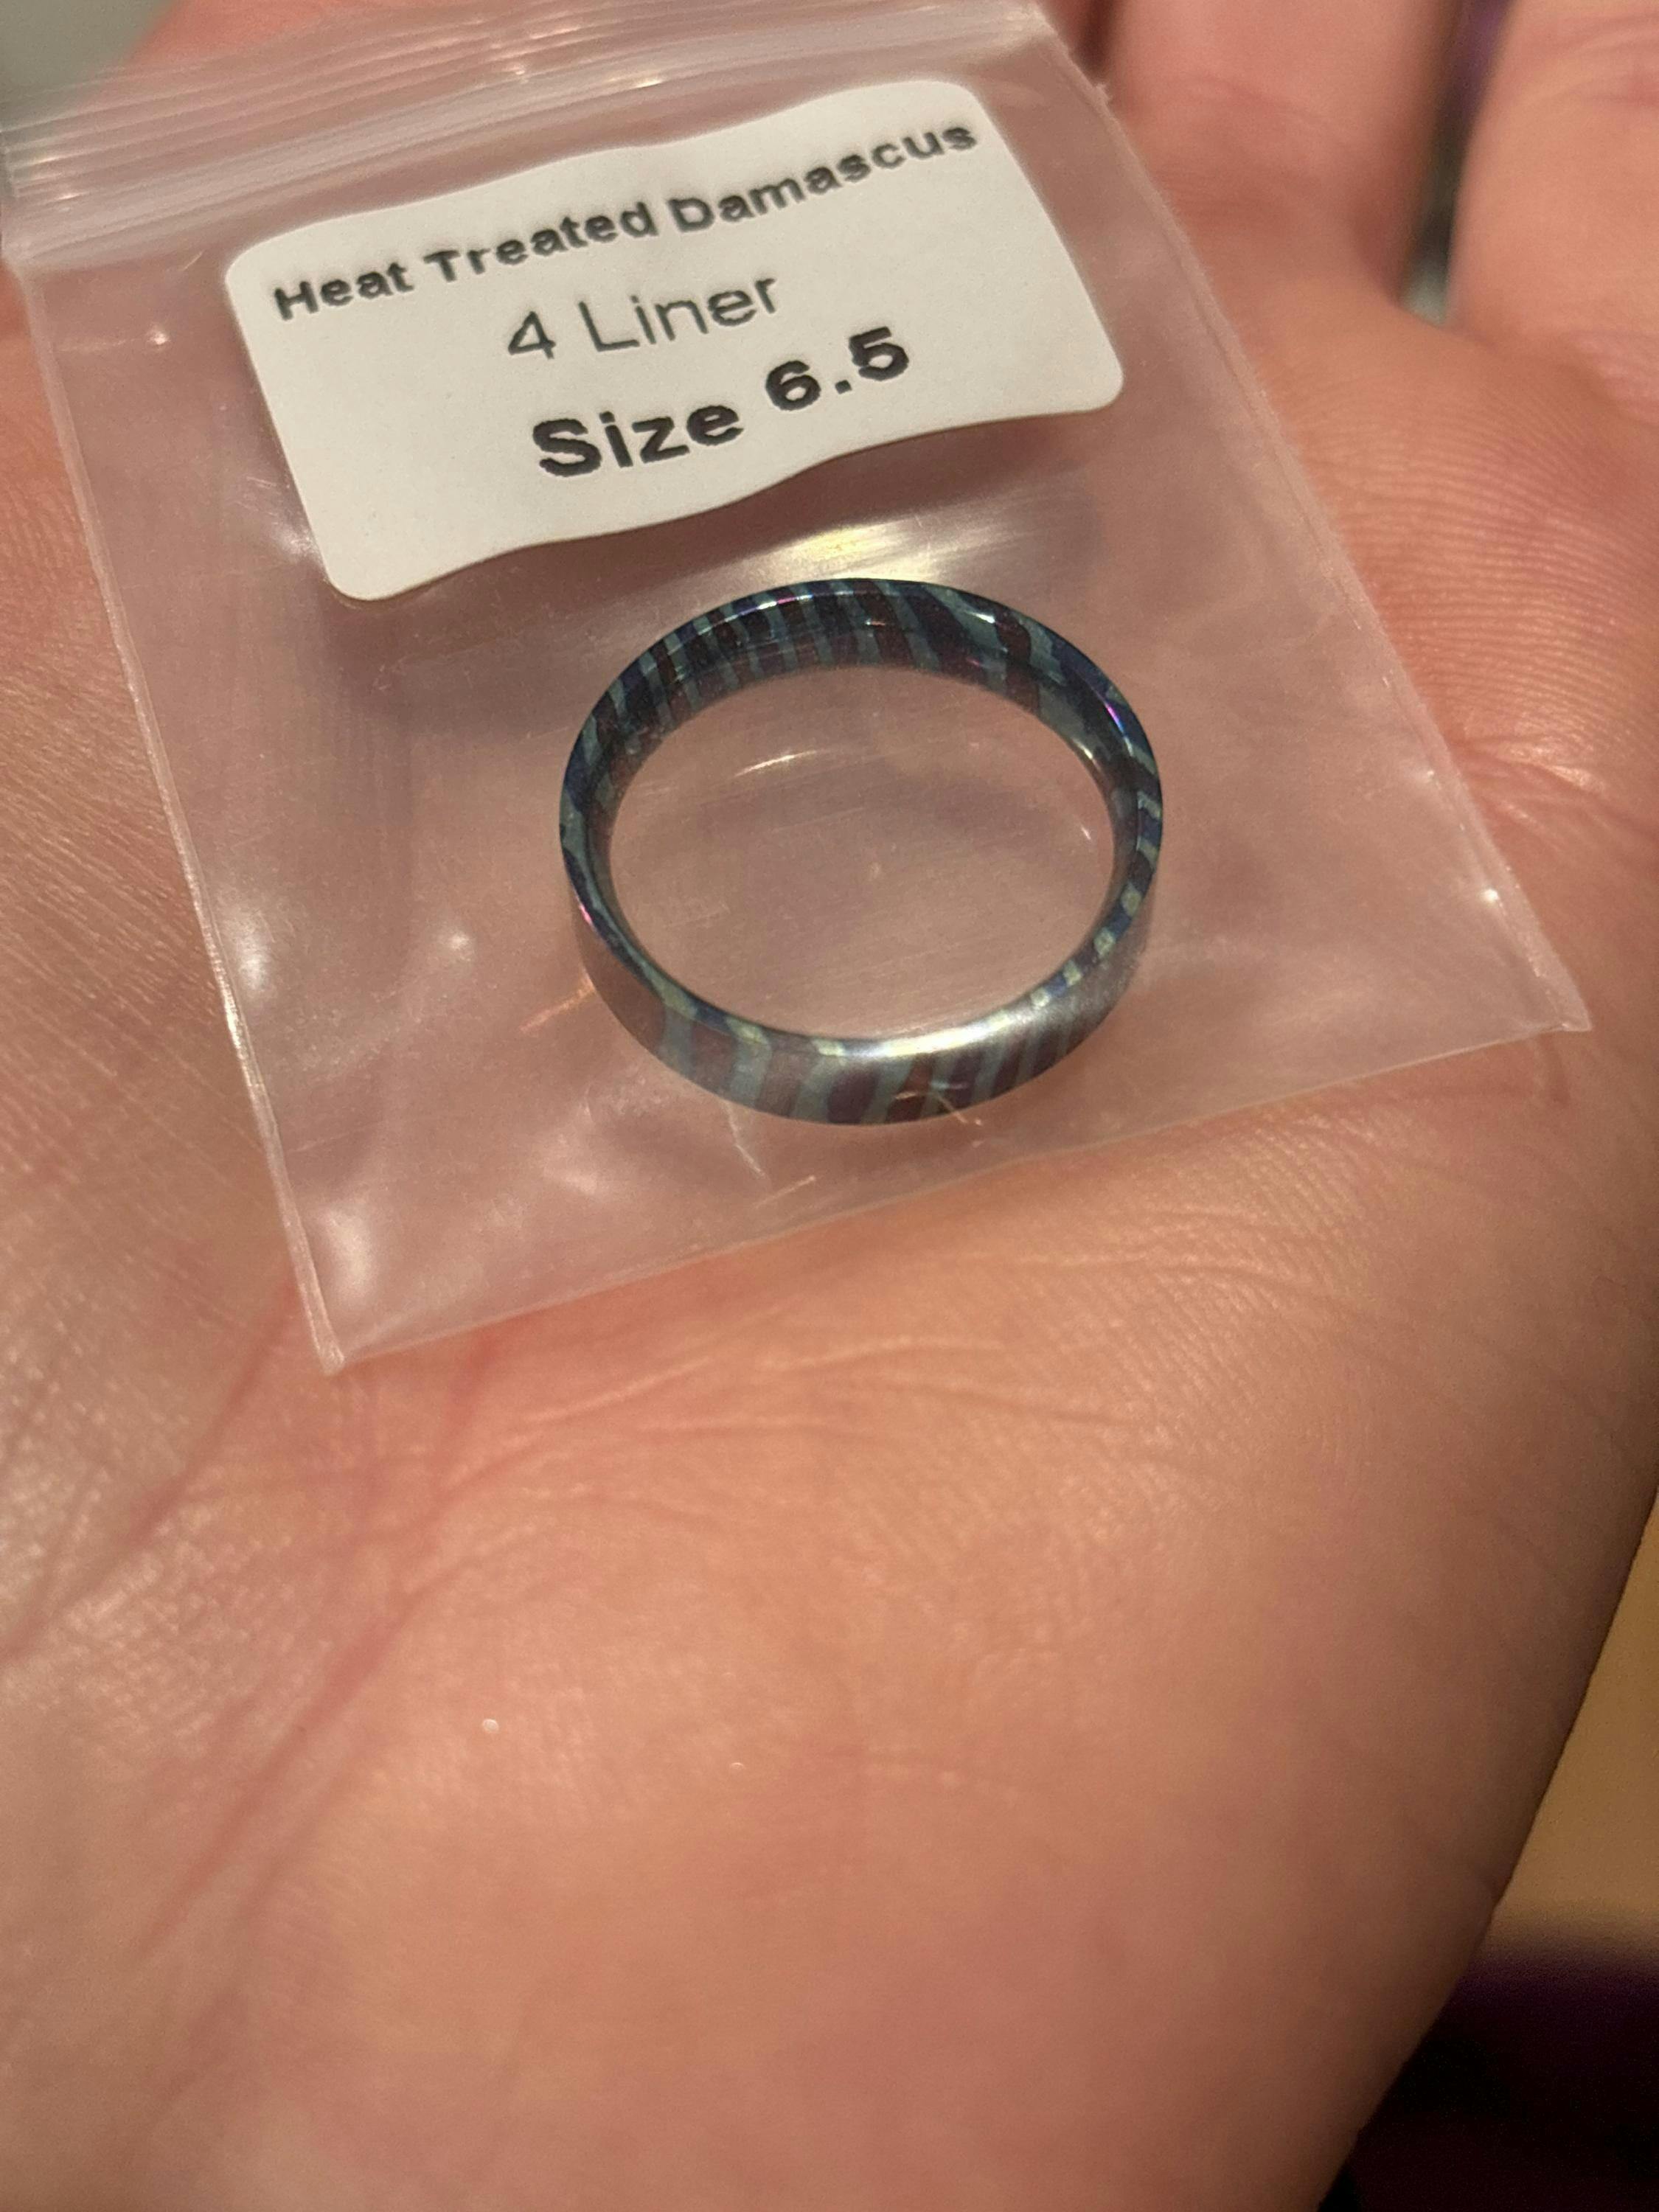 Heat Treated Damascus
4 Liner
Size 6.5